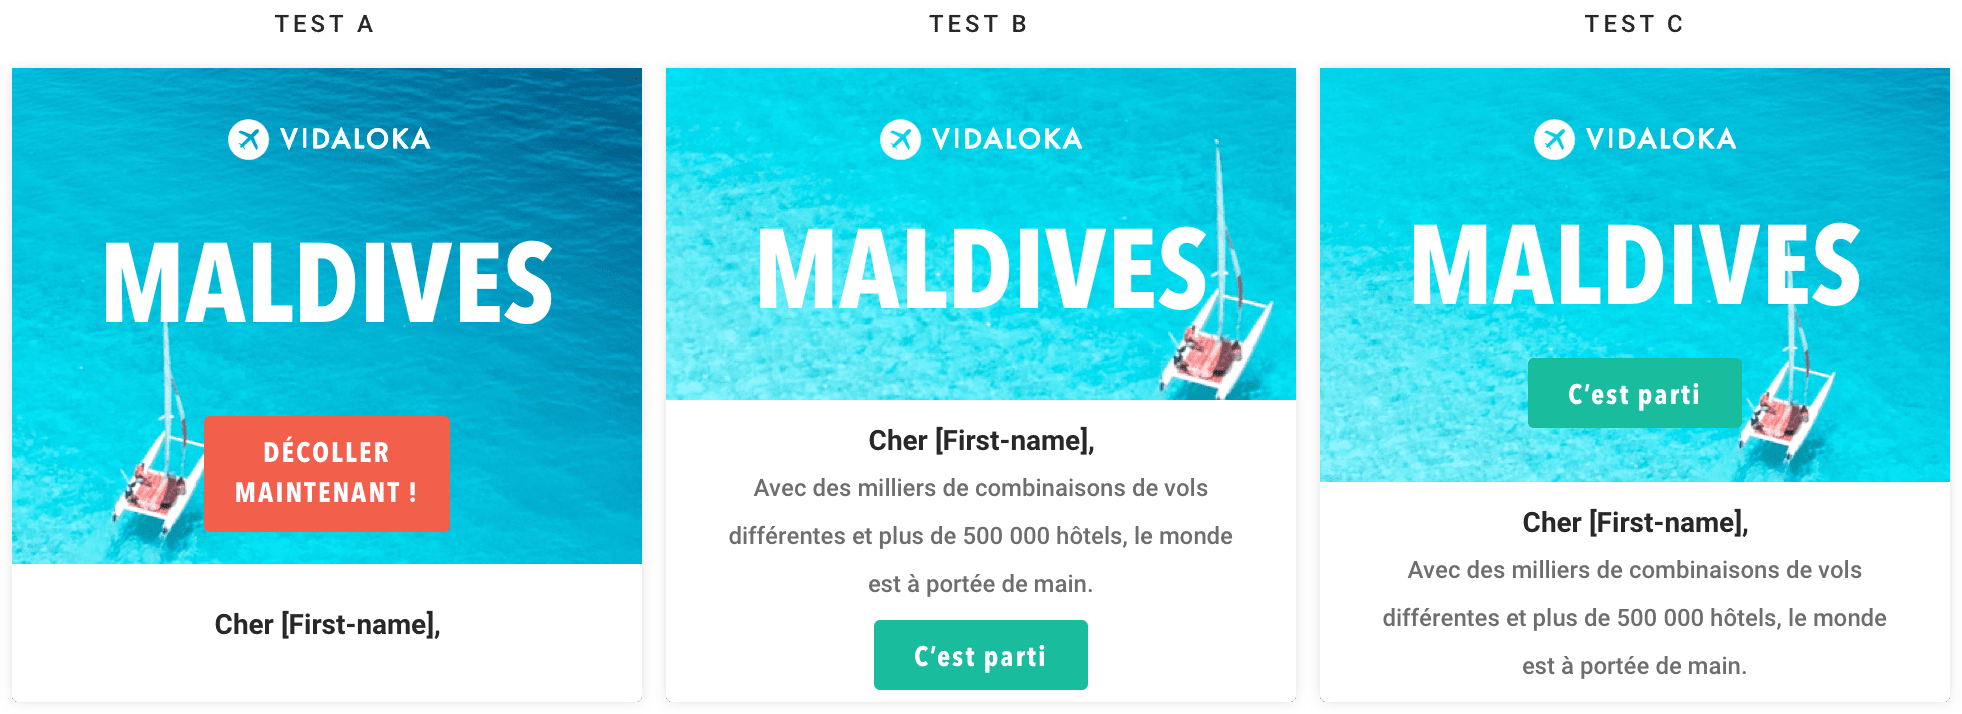 TEST A
VIDALOKA
MALDIVES
DÉCOLLER
MAINTENANT !
Cher [First-name],
TEST B
VIDALOKA
MALDIVES
Cher [First-name],
Avec des milliers de combinaisons de vols
différentes et plus de 500 000 hôtels, le monde
est à portée de main.
C’est parti
TEST C
VIDALOKA
MALDIVES
C’est parti
Cher [First-name],
Avec des milliers de combinaisons de vols
différentes et plus de 500 000 hôtels, le monde
est à portée de main.